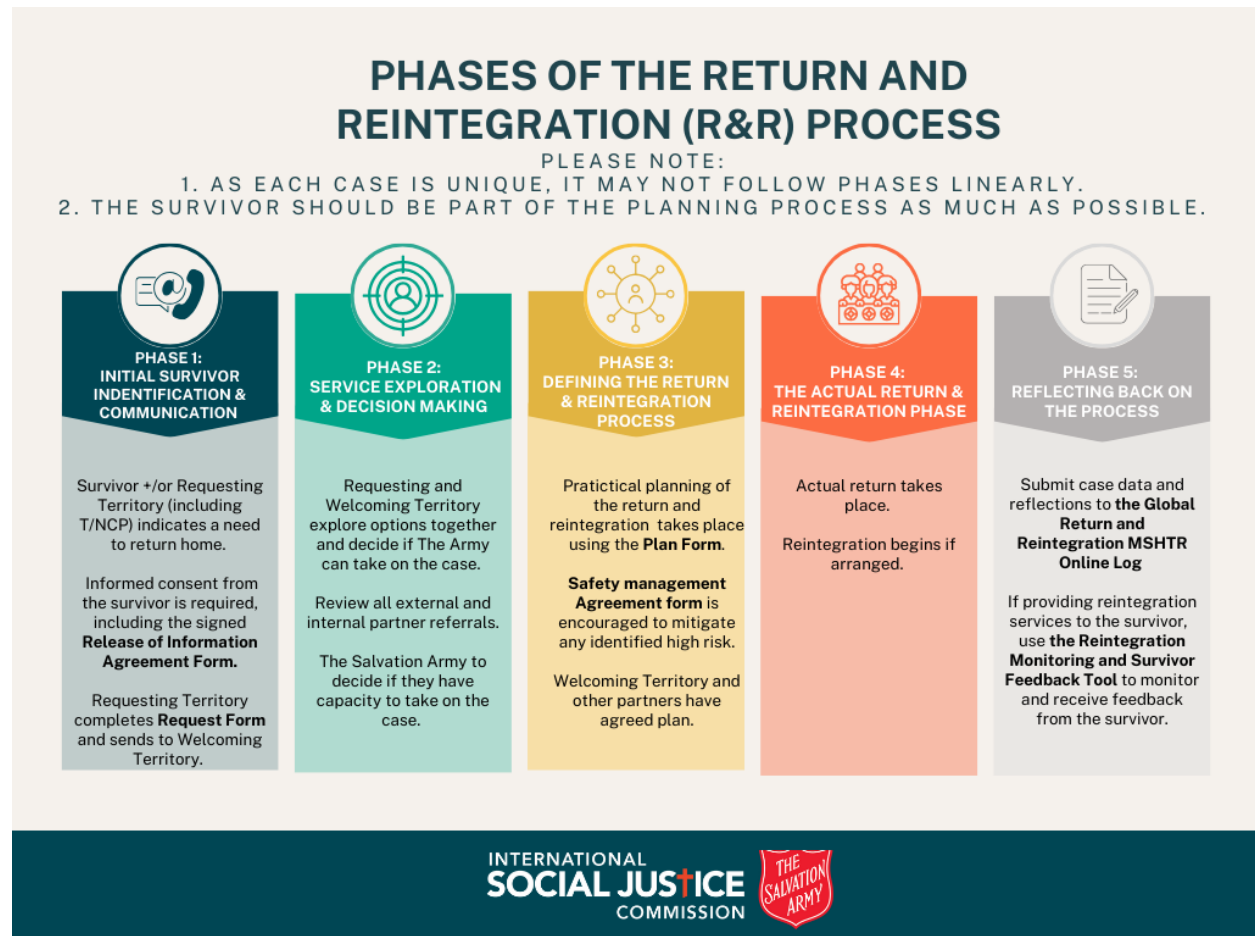 PHASES OF THE RETURN AND
REINTEGRATION (R&R) PROCESS
PLEASE NOTE:
1. AS EACH CASE IS UNIQUE, IT MAY NOT FOLLOW PHASES LINEARLY.
2. THE SURVIVOR SHOULD BE PART OF THE PLANNING PROCESS AS MUCH AS POSSIBLE.
@
PHASE 1:
INITIAL SURVIVOR
INDENTIFICATION &
COMMUNICATION
Survivor +/or Requesting
Territory (including
T/NCP) indicates a need
to return home.
Informed consent from
the survivor is required,
including the signed
Release of Information
Agreement Form.
Requesting Territory
completes Request Form
and sends to Welcoming
Territory.
PHASE 2:
SERVICE EXPLORATION
& DECISION MAKING
Requesting and
Welcoming Territory
explore options together
and decide if The Army
can take on the case.
Review all external and
internal partner referrals.
The Salvation Army to
decide if they have
capacity to take on the
case.
PHASE 3:
DEFINING THE RETURN
& REINTEGRATION
PROCESS
Pratictical planning of
the return and
reintegration takes place
using the Plan Form.
Safety management
Agreement form is
encouraged to mitigate
any identified high risk.
Welcoming Territory and
other partners have
agreed plan.
PHASE 4:
THE ACTUAL RETURN &
REINTEGRATION PHASE
Actual return takes
place.
Reintegration begins if
arranged.
PHASE 5:
REFLECTING BACK ON
THE PROCESS
Submit case data and
reflections to the Global
Return and
Reintegration MSHTR
Online Log
If providing reintegration
services to the survivor,
use the Reintegration
Monitoring and Survivor
Feedback Tool to monitor
and receive feedback
from the survivor.
INTERNATIONAL
SOCIAL JUSTICE
COMMISSION
THE
SALVATION
ARMY